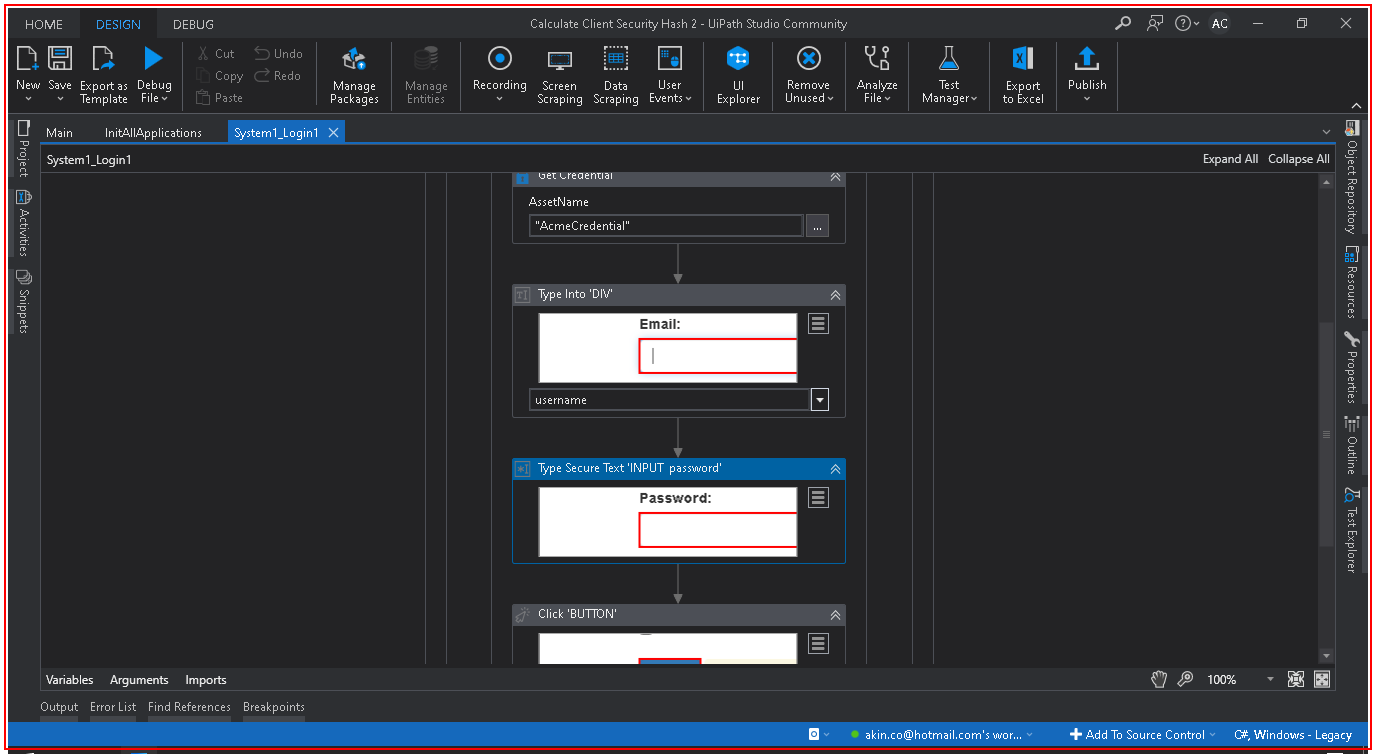 HOME DESIGN DEBUG Calculate Client Security Hash 2 - UiPath Studio Community AC
New Save Export as Template Debug File Cut Copy Paste Undo Redo Manage Packages Manage Entities Recording Screen Scraping Data Scraping User Events UI Explorer Remove Unused Analyze File Test Manager Export to Excel Publish
Main InitAllApplications System1_Login1
System1_Login1 Expand All Collapse All
Project
Activities
Snippets
Get Credential
AssetName
"AcmeCredential" ...
Type Into 'DIV'
Email:
username
Type Secure Text 'INPUT password'
Password:
Click 'BUTTON'
Object Repository
Resources
Properties
Outline
Test Explorer
Variables Arguments Imports 100%
Output Error List Find References Breakpoints
akin.co@hotmail.com's wor... Add To Source Control C#, Windows - Legacy